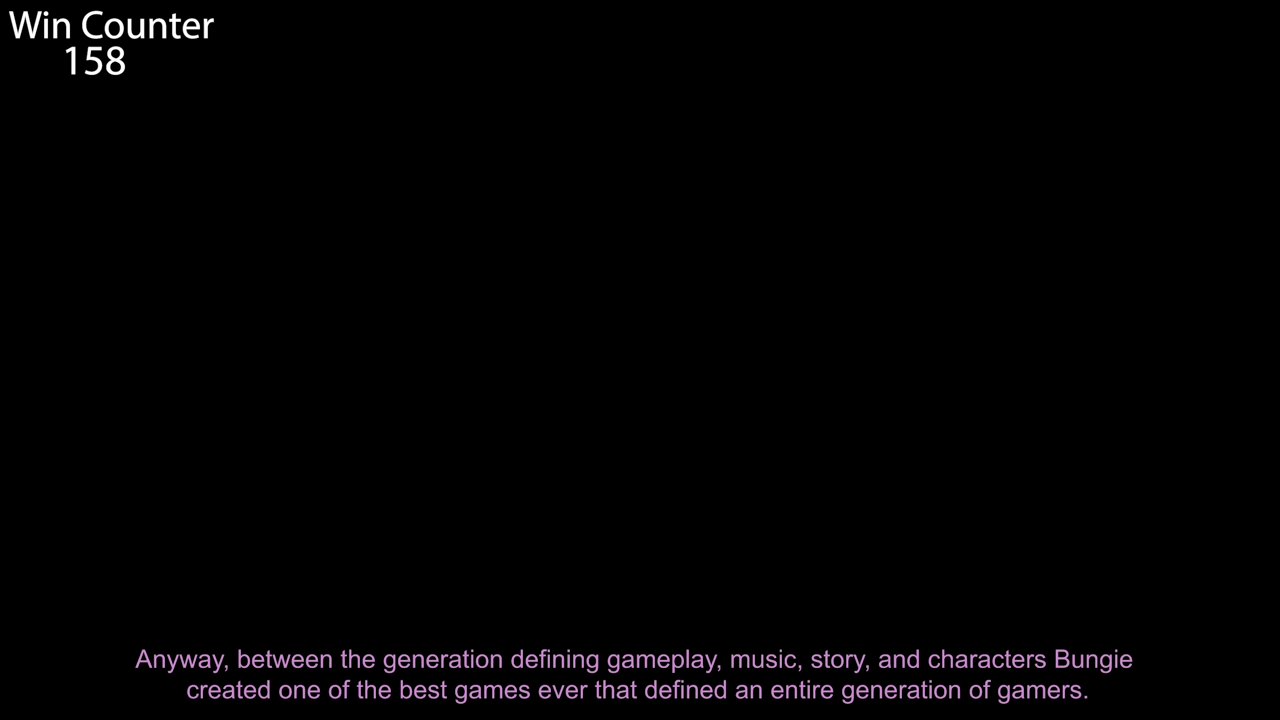 Win Counter
158
Anyway, between the generation defining gameplay, music, story, and characters Bungie
created one of the best games ever that defined an entire generation of gamers.